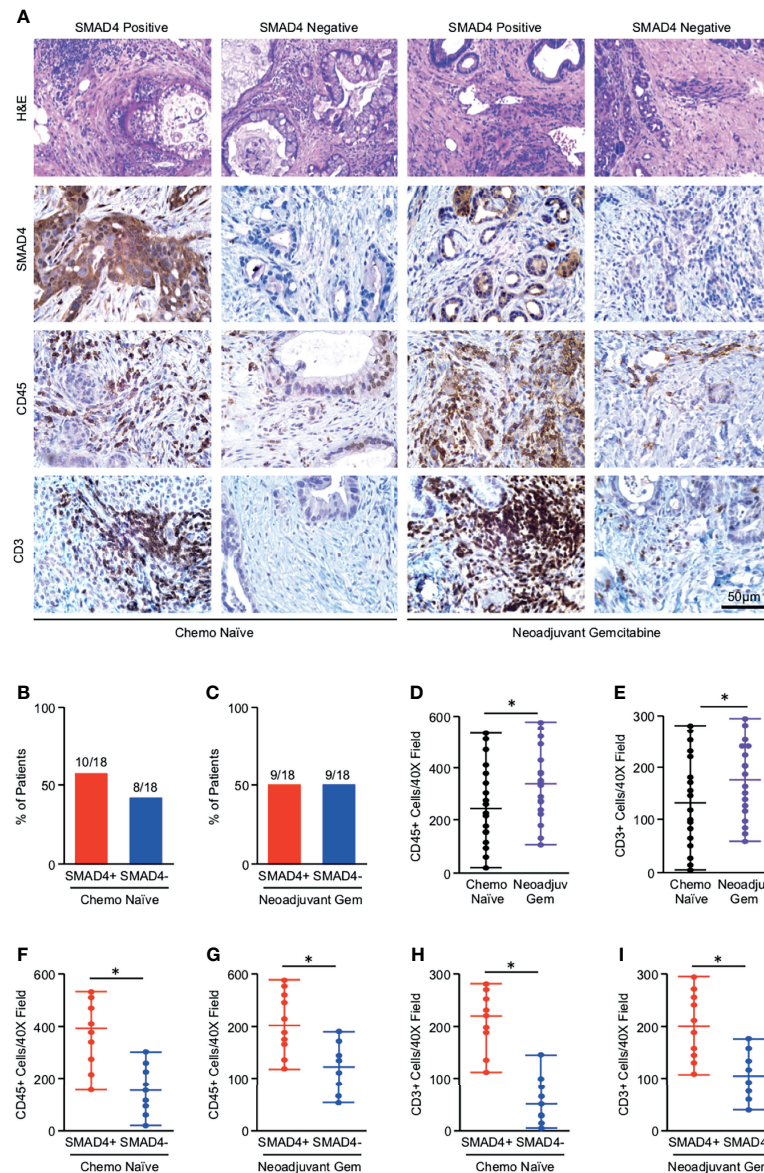 A
SMAD4 Positive SMAD4 Negative SMAD4 Positive SMAD4 Negative
H&E
SMAD4
CD45
CD3
50μm
Chemo Naïve Neoadjuvant Gemcitabine
B C D E
100 100 600 300
10/18 9/18 9/18
8/18
% of Patients % of Patients CD45+ Cells/40X Field CD3+ Cells/40X Field
50 50 400 200
200 100
0 0 0 0
* *
SMAD4+ SMAD4- SMAD4+ SMAD4- Chemo Neoadjuv Chemo Neoadju
Chemo Naïve Neoadjuvant Gem Naïve Gem Naïve Gem
F G H I
600 600 300 300
* * * *
CD45+ Cells/40X Field CD45+ Cells/40X Field CD3+ Cells/40X Field CD3+ Cells/40X Field
400 200 200 200
200 100 100 100
0 0 0 0
SMAD4+ SMAD4- SMAD4+ SMAD4- SMAD4+ SMAD4- SMAD4+ SMAD4
Chemo Naïve Neoadjuvant Gem Chemo Naïve Neoadjuvant Gem